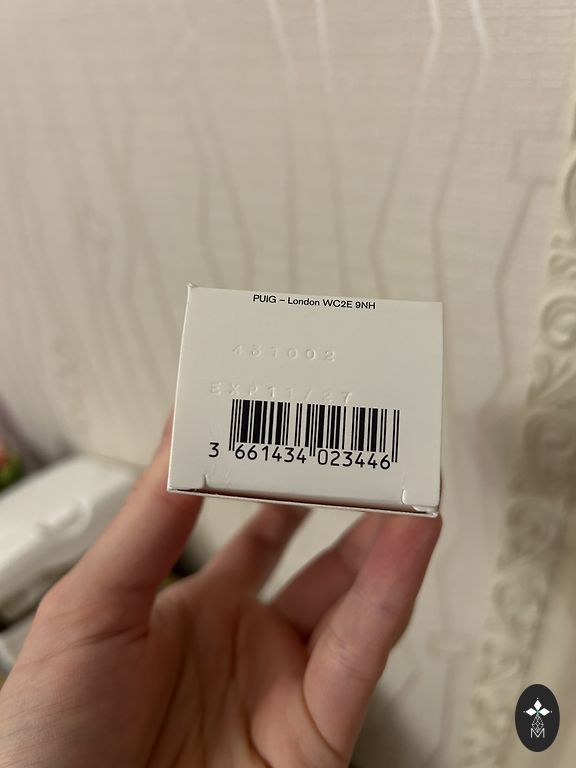 PUIG – London WC2E 9NH
431002
EXP11/27
3 661434 023446
M